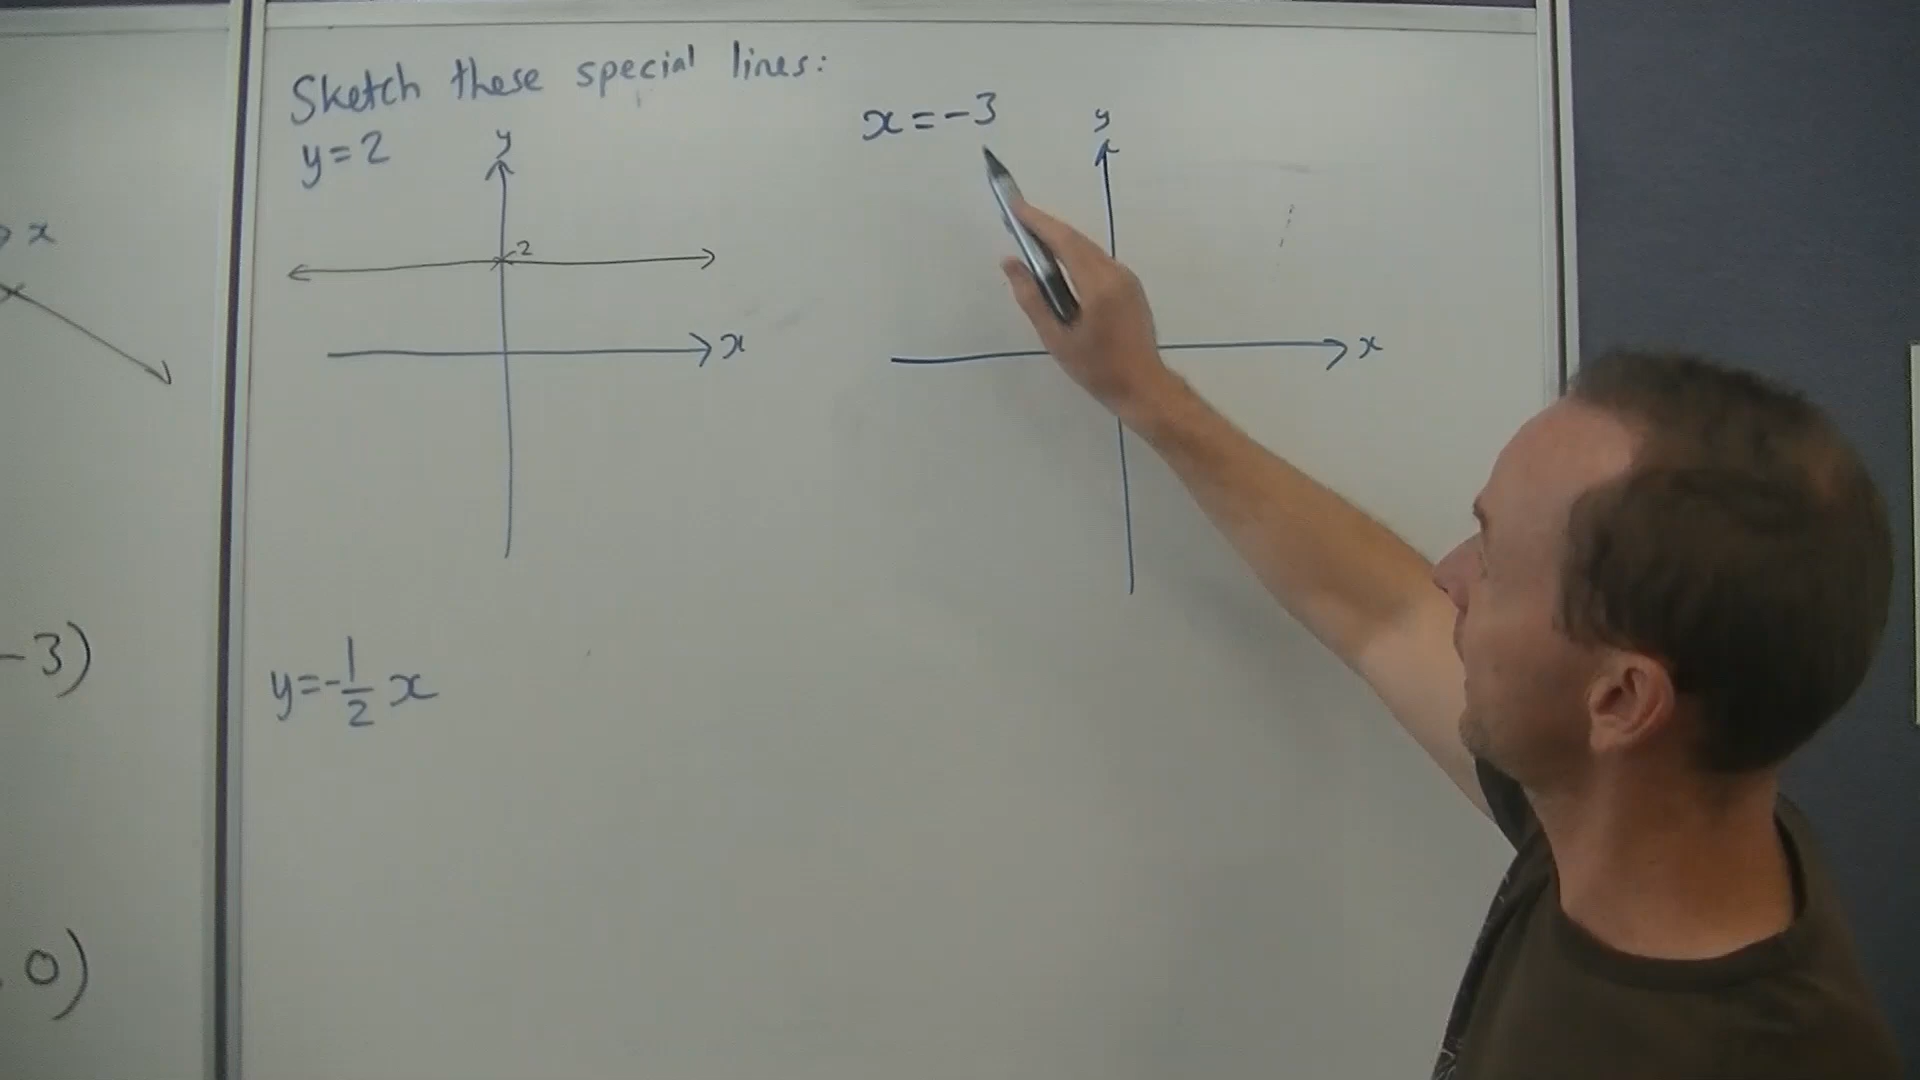 Sketch these special lines:
y=2
y
2
x
x=-3
y
x
y=-1/2 x
x
-3)
0)